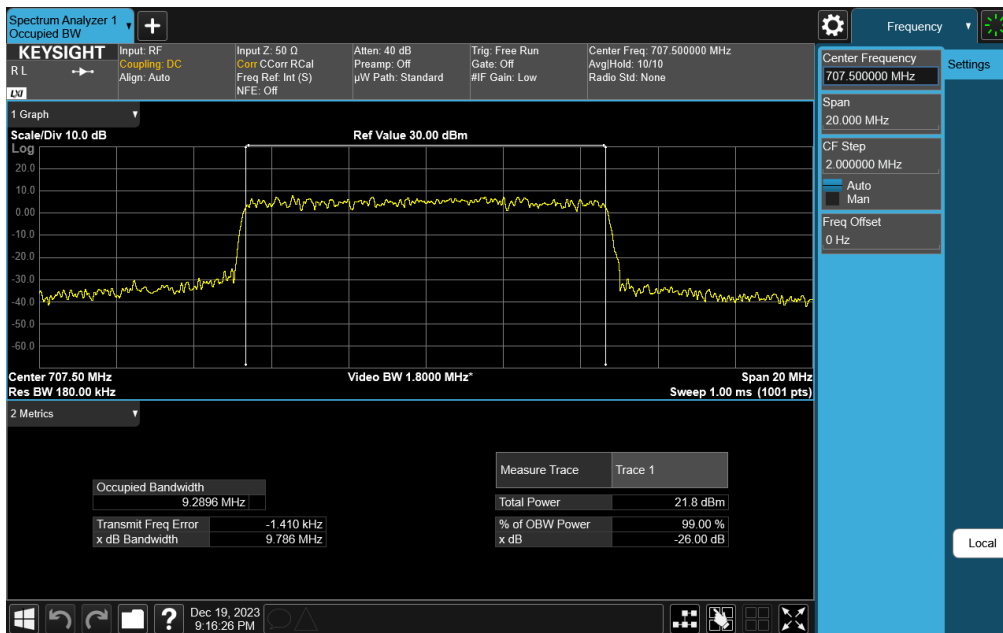 Spectrum Analyzer 1
Occupied BW
Frequency
KEYSIGHT
R L
LXI
Input: RF
Coupling: DC
Align: Auto
Input Z: 50 Ω
Corr CCorr RCal
Freq Ref: Int (S)
NFE: Off
Atten: 40 dB
Preamp: Off
µW Path: Standard
Trig: Free Run
Gate: Off
#IF Gain: Low
Center Freq: 707.500000 MHz
Avg|Hold: 10/10
Radio Std: None
Center Frequency
707.500000 MHz
Settings
Span
20.000 MHz
CF Step
2.000000 MHz
Auto
Man
Freq Offset
0 Hz
Local
1 Graph
Scale/Div 10.0 dB
Ref Value 30.00 dBm
Log
20.0
10.0
0.00
-10.0
-20.0
-30.0
-40.0
-50.0
-60.0
Center 707.50 MHz
Video BW 1.8000 MHz*
Span 20 MHz
Res BW 180.00 kHz
Sweep 1.00 ms (1001 pts)
2 Metrics
Measure Trace Trace 1
Occupied Bandwidth
9.2896 MHz
Total Power 21.8 dBm
Transmit Freq Error -1.410 kHz
% of OBW Power 99.00 %
x dB Bandwidth 9.786 MHz
x dB -26.00 dB
?
Dec 19, 2023
9:16:26 PM